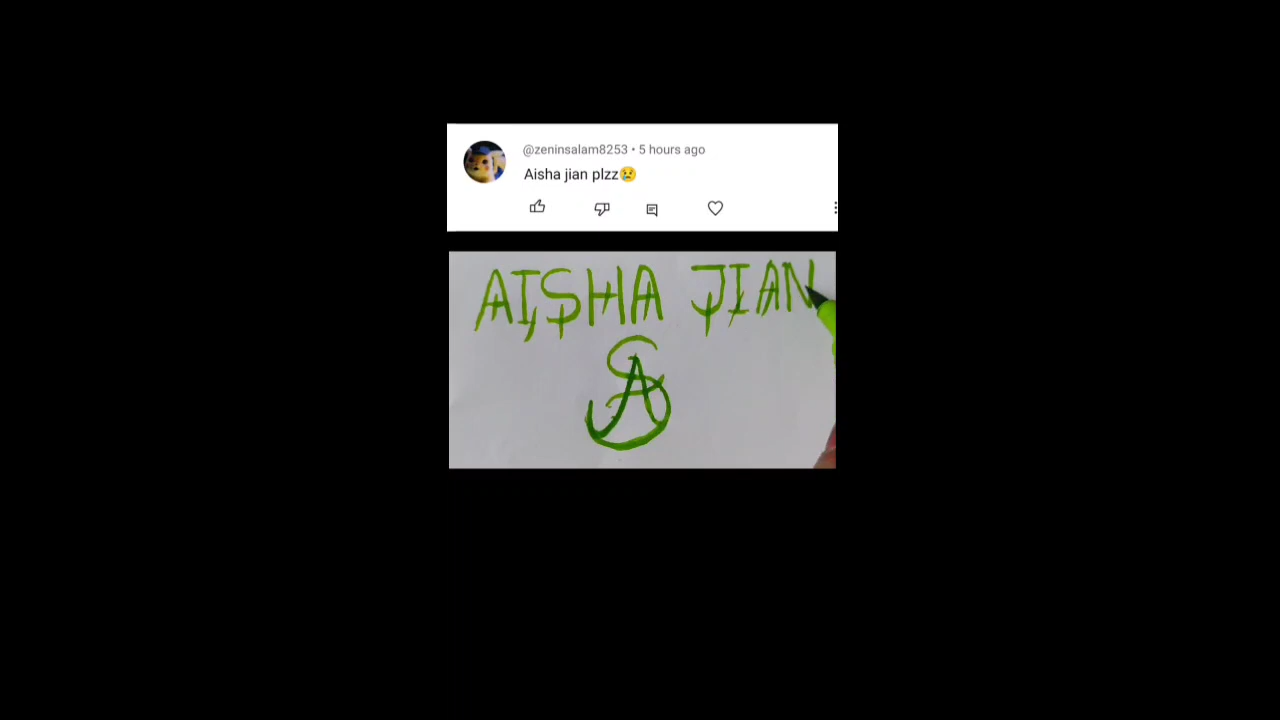 @zeninsalam8253 • 5 hours ago
Aisha jian plzz😢
AISHA JIAN